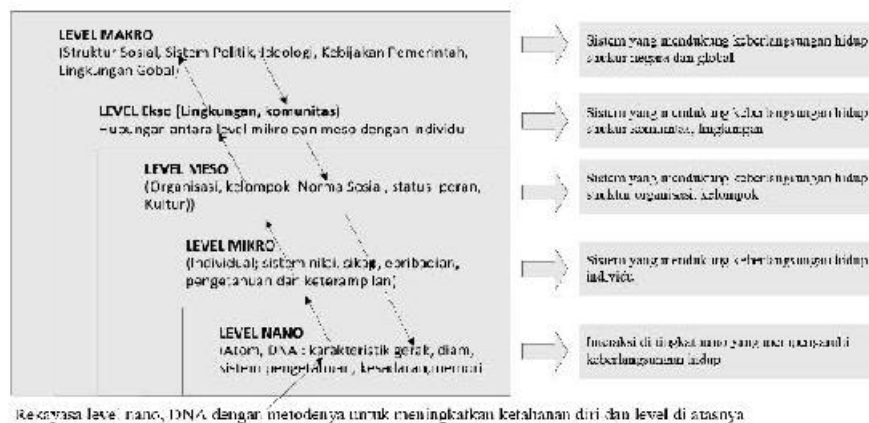 LEVEL MAKRO
(Struktur Sosial, Sistem Politik, Ideologi, Kebijakan Pemerintah,
Lingkungan Gobal)
Sistem yang mendukung keberlangsungan hidup
strukur negara dan global
LEVEL Ekso (Lingkungan, komunitas)
Hubungan antara level mikro dan meso dengan individu
Sistem yang mendukung keberlangsungan hidup
strukur komunitas, lingkungan
LEVEL MESO
(Organisasi, kelompok Norma Sosial, status peran,
Kultur))
Sistem yang mendukung keberlangsungan hidup
struktur organisasi, kelompok
LEVEL MIKRO
(Individual; sistem nilai, sikap, epribadian,
pengetahuan dan keterampilan)
Sistem yang mendukung keberlangsungan hidup
individu
LEVEL NANO
(Atom, DNA : karakteristik gerak, diam,
sistem pengetahuan, kesadaran,memori
Interaksi di tingkat nano yang mempengaruhi
keberlangsungan hidup
Rekayasa level nano, DNA dengan metodenya untuk meningkatkan ketahanan diri dan level di atasnya